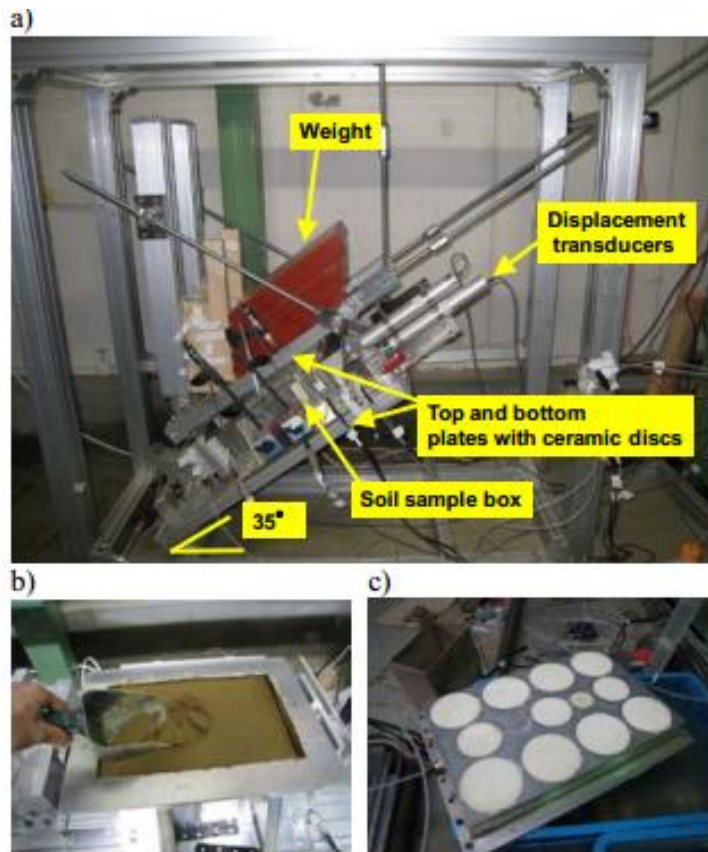 a)
Weight
Displacement
transducers
Top and bottom
plates with ceramic discs
Soil sample box
35°
b)
c)